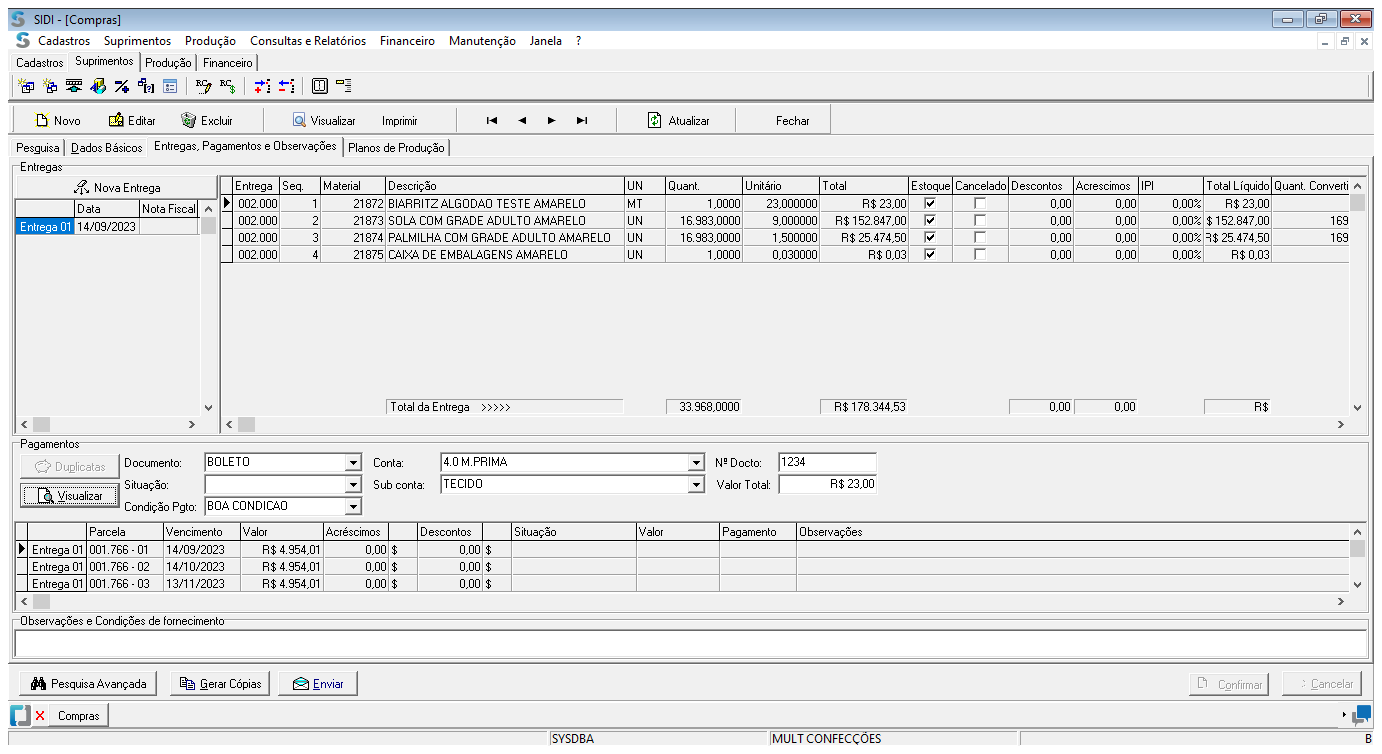 SIDI - [Compras]
Cadastros Suprimentos Produção Consultas e Relatórios Financeiro Manutenção Janela ?
Cadastros Suprimentos Produção Financeiro
Novo Editar Excluir Visualizar Imprimir Atualizar Fechar
Pesquisa Dados Básicos Entregas, Pagamentos e Observações Planos de Produção
Entregas
Nova Entrega
Data Nota Fiscal
Entrega 01 14/09/2023
Entrega Seq. Material Descrição UN Quant. Unitário Total Estoque Cancelado Descontos Acrescimos IPI Total Líquido Quant. Converti
002.000 1 21872 BIARRITZ ALGODAO TESTE AMARELO MT 1,0000 23,000000 R$ 23,00 0,00 0,00 0,00% R$ 23,00
002.000 2 21873 SOLA COM GRADE ADULTO AMARELO UN 16.983,0000 9,000000 R$ 152.847,00 0,00 0,00 0,00% $ 152.847,00 169
002.000 3 21874 PALMILHA COM GRADE ADULTO AMARELO UN 16.983,0000 1,500000 R$ 25.474,50 0,00 0,00 0,00% R$ 25.474,50 169
002.000 4 21875 CAIXA DE EMBALAGENS AMARELO UN 1,0000 0,030000 R$ 0,03 0,00 0,00 0,00% R$ 0,03
Total da Entrega >>>>> 33.968,0000 R$ 178.344,53 0,00 0,00 R$
Pagamentos
Duplicatas Documento: BOLETO Conta: 4.0 M.PRIMA Nº Docto: 1234
Visualizar Situação: Sub conta: TECIDO Valor Total: R$ 23,00
Condição Pgto: BOA CONDICAO
Parcela Vencimento Valor Acréscimos Descontos Situação Valor Pagamento Observações
Entrega 01 001.766 - 01 14/09/2023 R$ 4.954,01 0,00 $ 0,00 $
Entrega 01 001.766 - 02 14/10/2023 R$ 4.954,01 0,00 $ 0,00 $
Entrega 01 001.766 - 03 13/11/2023 R$ 4.954,01 0,00 $ 0,00 $
Observações e Condições de fornecimento
Pesquisa Avançada Gerar Cópias Enviar Confirmar Cancelar
Compras
SYSDBA MULT CONFECÇÕES B